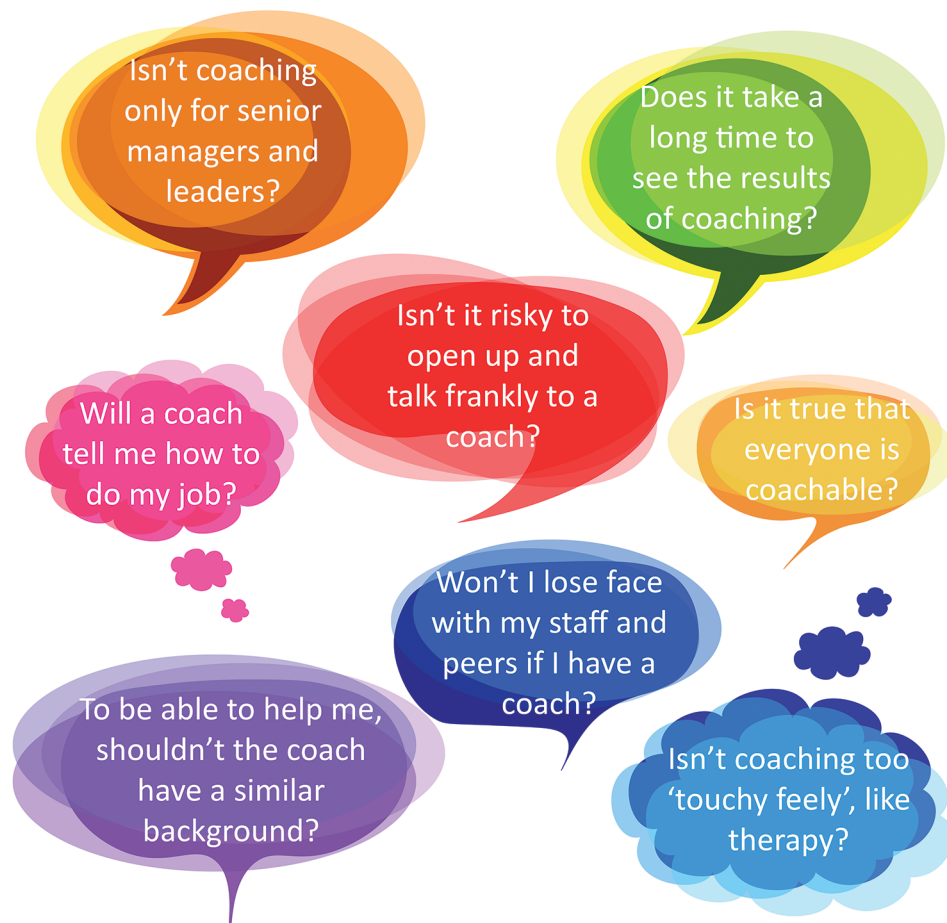 Isn’t coaching
only for senior
managers and
leaders?
Does it take a
long time to
see the results
of coaching?
Isn’t it risky to
open up and
talk frankly to a
coach?
Will a coach
tell me how to
do my job?
Is it true that
everyone is
coachable?
Won’t I lose face
with my staff and
peers if I have a
coach?
To be able to help me,
shouldn’t the coach
have a similar
background?
Isn’t coaching too
‘touchy feely’, like
therapy?